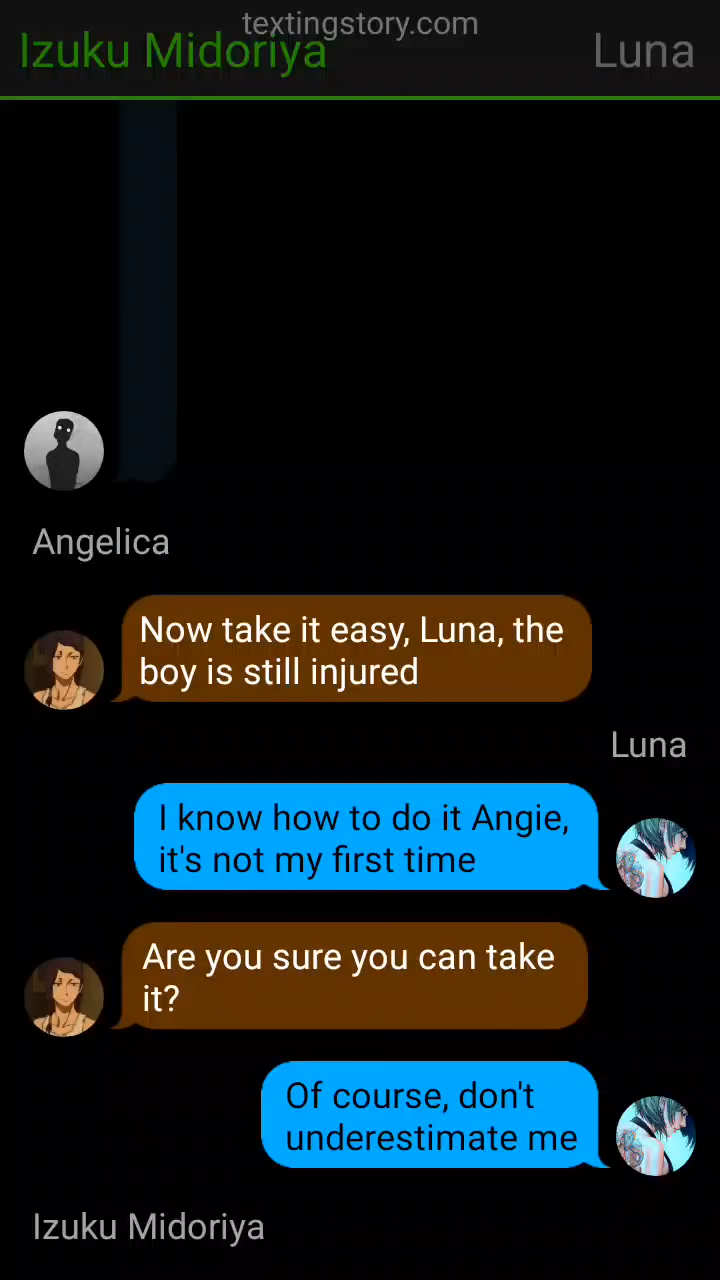 textingstory.com
Izuku Midoriya
Luna
Angelica
Now take it easy, Luna, the
boy is still injured
Luna
I know how to do it Angie,
it's not my first time
Are you sure you can take
it?
Of course, don't
underestimate me
Izuku Midoriya